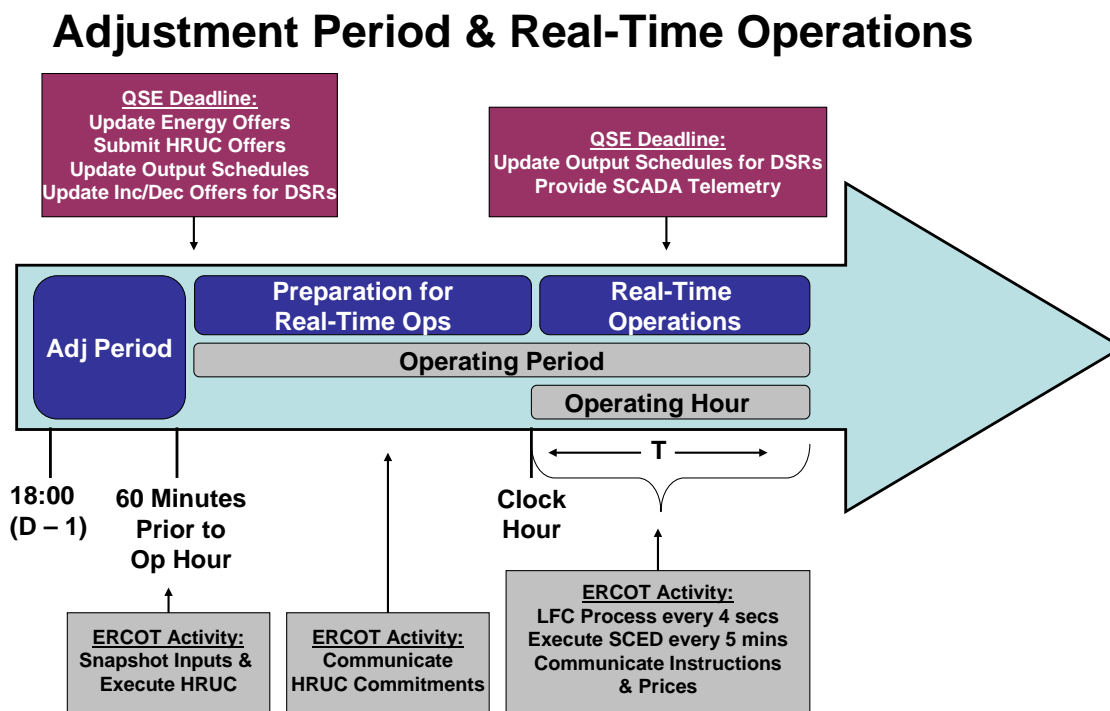 Adjustment Period & Real-Time Operations
QSE Deadline:
Update Energy Offers
Submit HRUC Offers
Update Output Schedules
Update Inc/Dec Offers for DSRs
QSE Deadline:
Update Output Schedules for DSRs
Provide SCADA Telemetry
Adj Period
Preparation for
Real-Time Ops
Real-Time
Operations
Operating Period
Operating Hour
T
18:00
(D – 1)
60 Minutes
Prior to
Op Hour
Clock
Hour
ERCOT Activity:
Snapshot Inputs &
Execute HRUC
ERCOT Activity:
Communicate
HRUC Commitments
ERCOT Activity:
LFC Process every 4 secs
Execute SCED every 5 mins
Communicate Instructions
& Prices